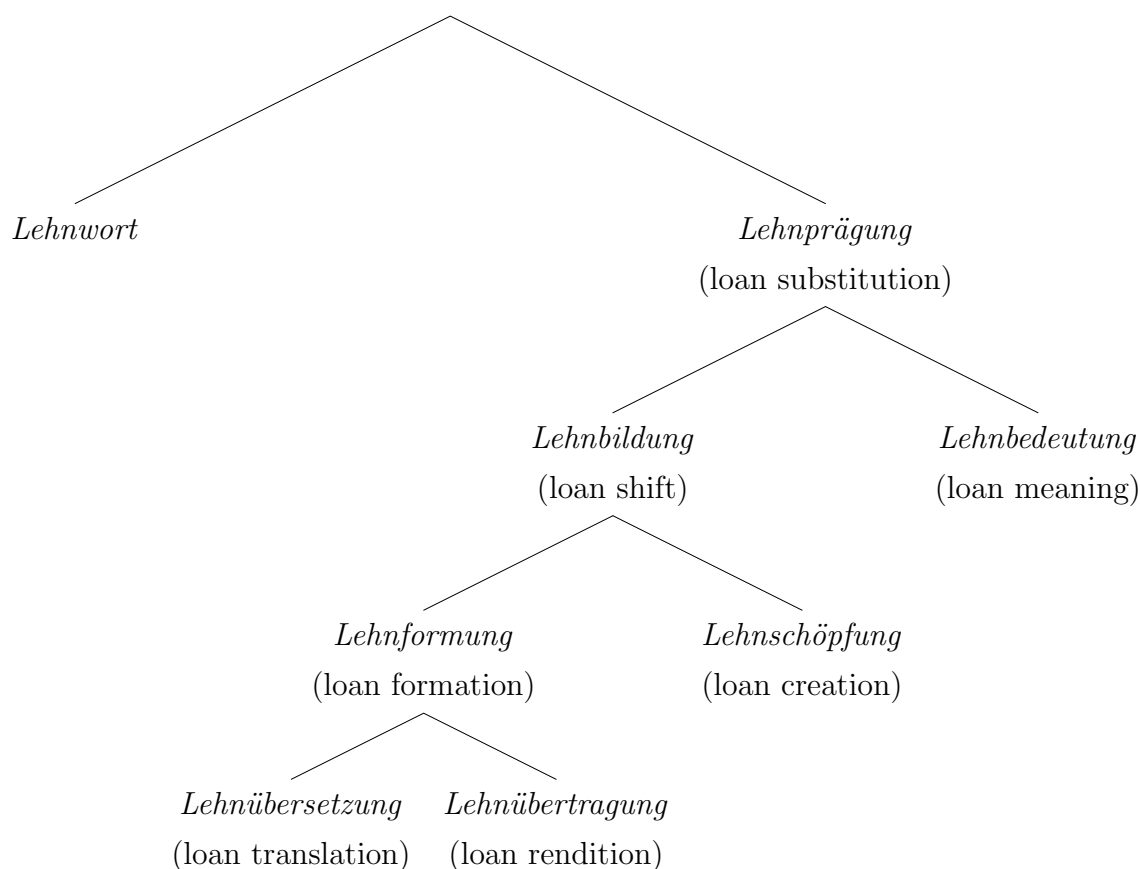 Lehnwort
Lehnprägung
(loan substitution)
Lehnbildung
(loan shift)
Lehnbedeutung
(loan meaning)
Lehnformung
(loan formation)
Lehnschöpfung
(loan creation)
Lehnübersetzung
(loan translation)
Lehnübertragung
(loan rendition)